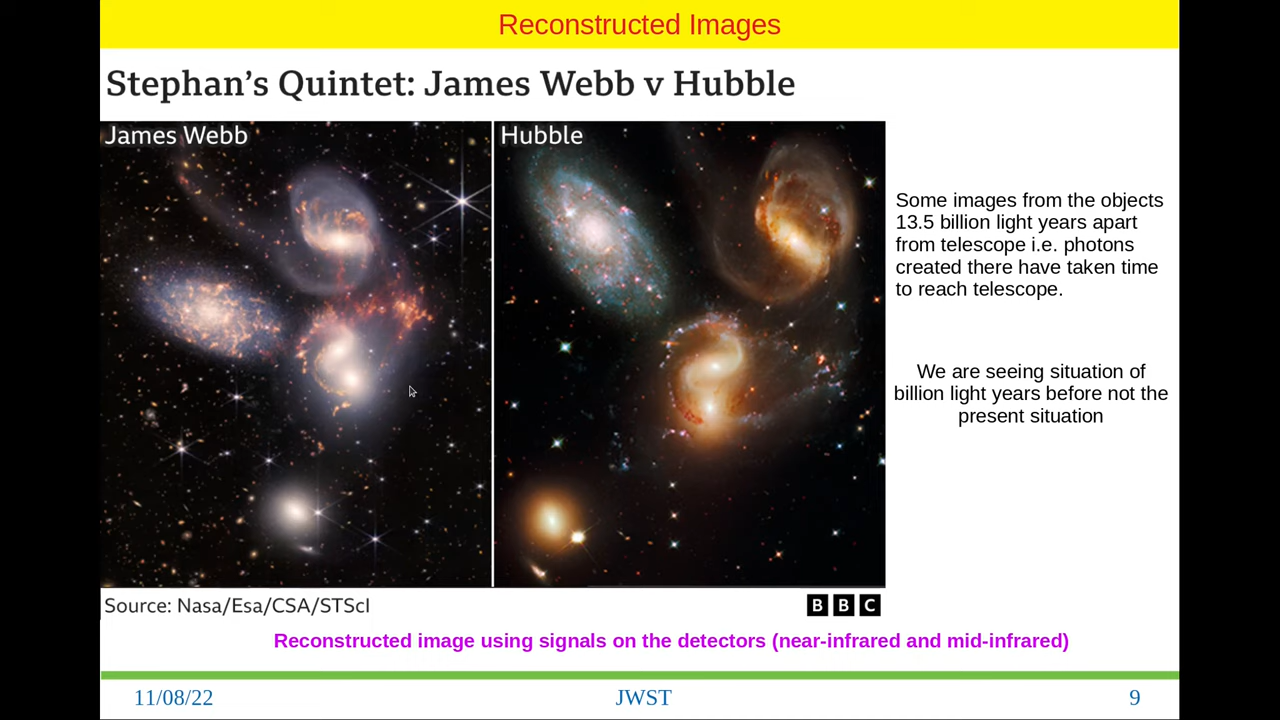 Reconstructed Images
Stephan's Quintet: James Webb v Hubble
James Webb
Hubble
Some images from the objects
13.5 billion light years apart
from telescope i.e. photons
created there have taken time
to reach telescope.
We are seeing situation of
billion light years before not the
present situation
Source: Nasa/Esa/CSA/STScI
BBC
Reconstructed image using signals on the detectors (near-infrared and mid-infrared)
11/08/22
JWST
9